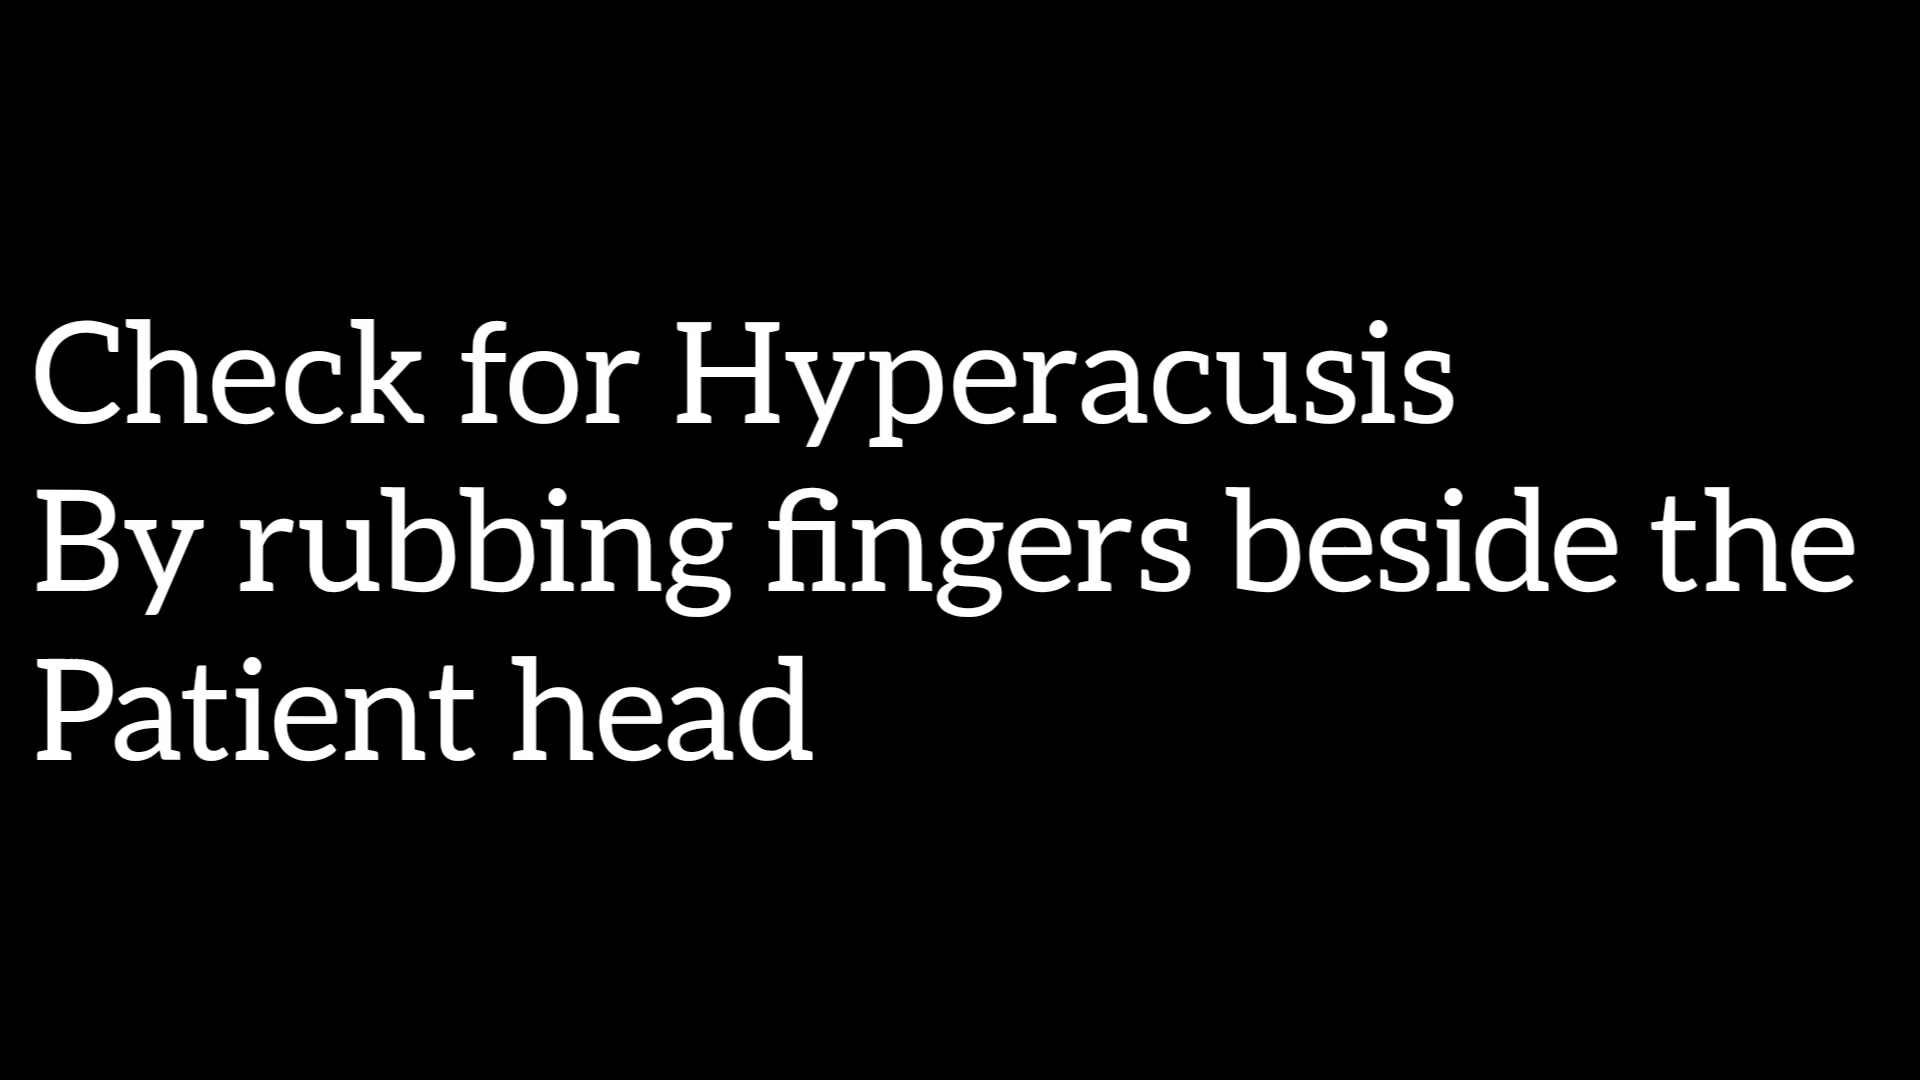 Check for Hyperacusis
By rubbing fingers beside the
Patient head